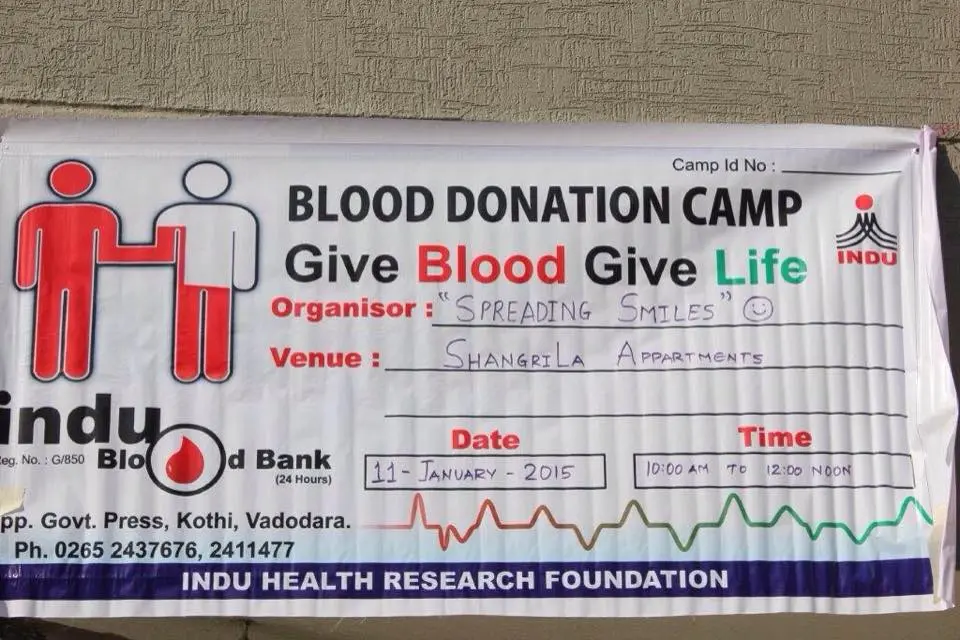 Camp Id No :
BLOOD DONATION CAMP
INDU
Give Blood Give Life
Organisor : "SPREADING SMILES" ☺
Venue : SHANGRILA APPARTMENTS
indu
Blood Bank
eg. No. : G/850
(24 Hours)
Date
Time
11 - JANUARY - 2015
10:00 AM TO 12:00 NOON
pp. Govt. Press, Kothi, Vadodara.
Ph. 0265 2437676, 2411477
INDU HEALTH RESEARCH FOUNDATION